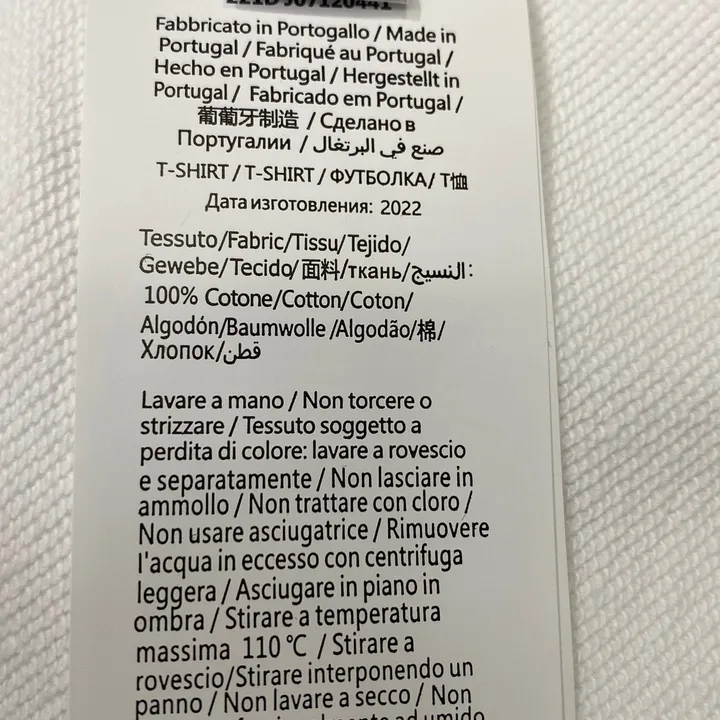 Fabbricato in Portogallo / Made in
Portugal / Fabriqué au Portugal /
Hecho en Portugal / Hergestellt in
Portugal / Fabricado em Portugal /
葡萄牙制造 / Сделано в
Португалии / صنع في البرتغال
T-SHIRT / T-SHIRT / ФУТБОЛКА/ T恤
Дата изготовления: 2022
Tessuto/Fabric/Tissu/Tejido/
Gewebe/Tecido/面料/ткань/النسيج:
100% Cotone/Cotton/Coton/
Algodón/Baumwolle/Algodão/棉/
Хлопок/قطن
Lavare a mano / Non torcere o
strizzare / Tessuto soggetto a
perdita di colore: lavare a rovescio
e separatamente / Non lasciare in
ammollo / Non trattare con cloro /
Non usare asciugatrice / Rimuovere
l'acqua in eccesso con centrifuga
leggera / Asciugare in piano in
ombra / Stirare a temperatura
massima 110 °C / Stirare a
rovescio/Stirare interponendo un
panno / Non lavare a secco / Non